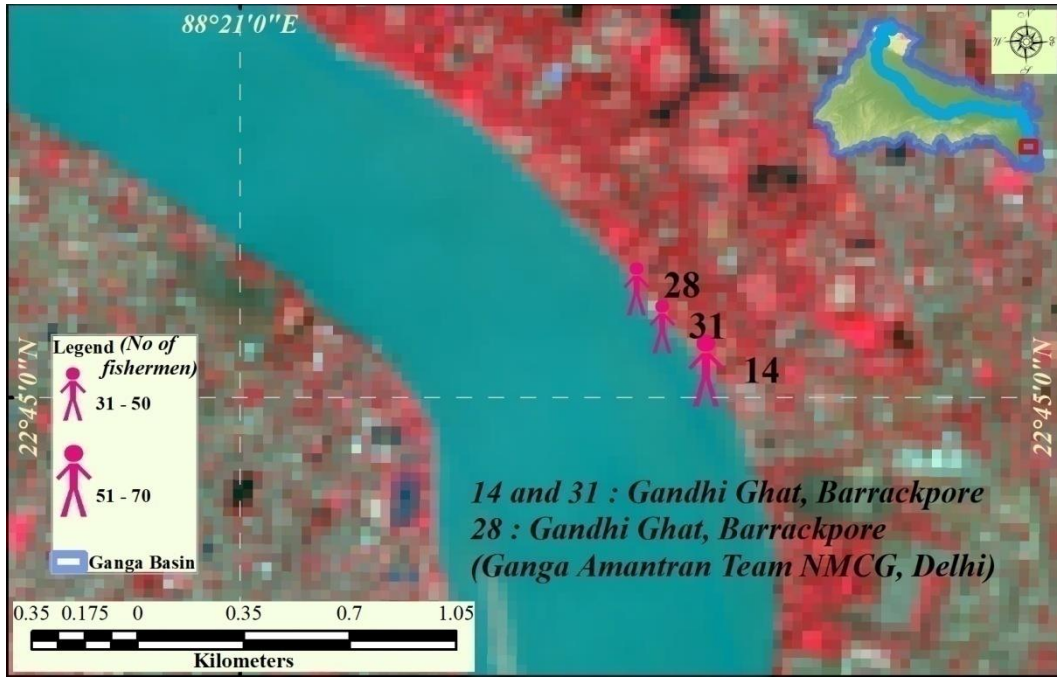 88°21'0"E
N
W
E
S
28
31
14
22°45'0"N
22°45'0"N
Legend (No of
fishermen)
31 - 50
51 - 70
Ganga Basin
14 and 31 : Gandhi Ghat, Barrackpore
28 : Gandhi Ghat, Barrackpore
(Ganga Amantran Team NMCG, Delhi)
0.35 0.175 0 0.35 0.7 1.05
Kilometers